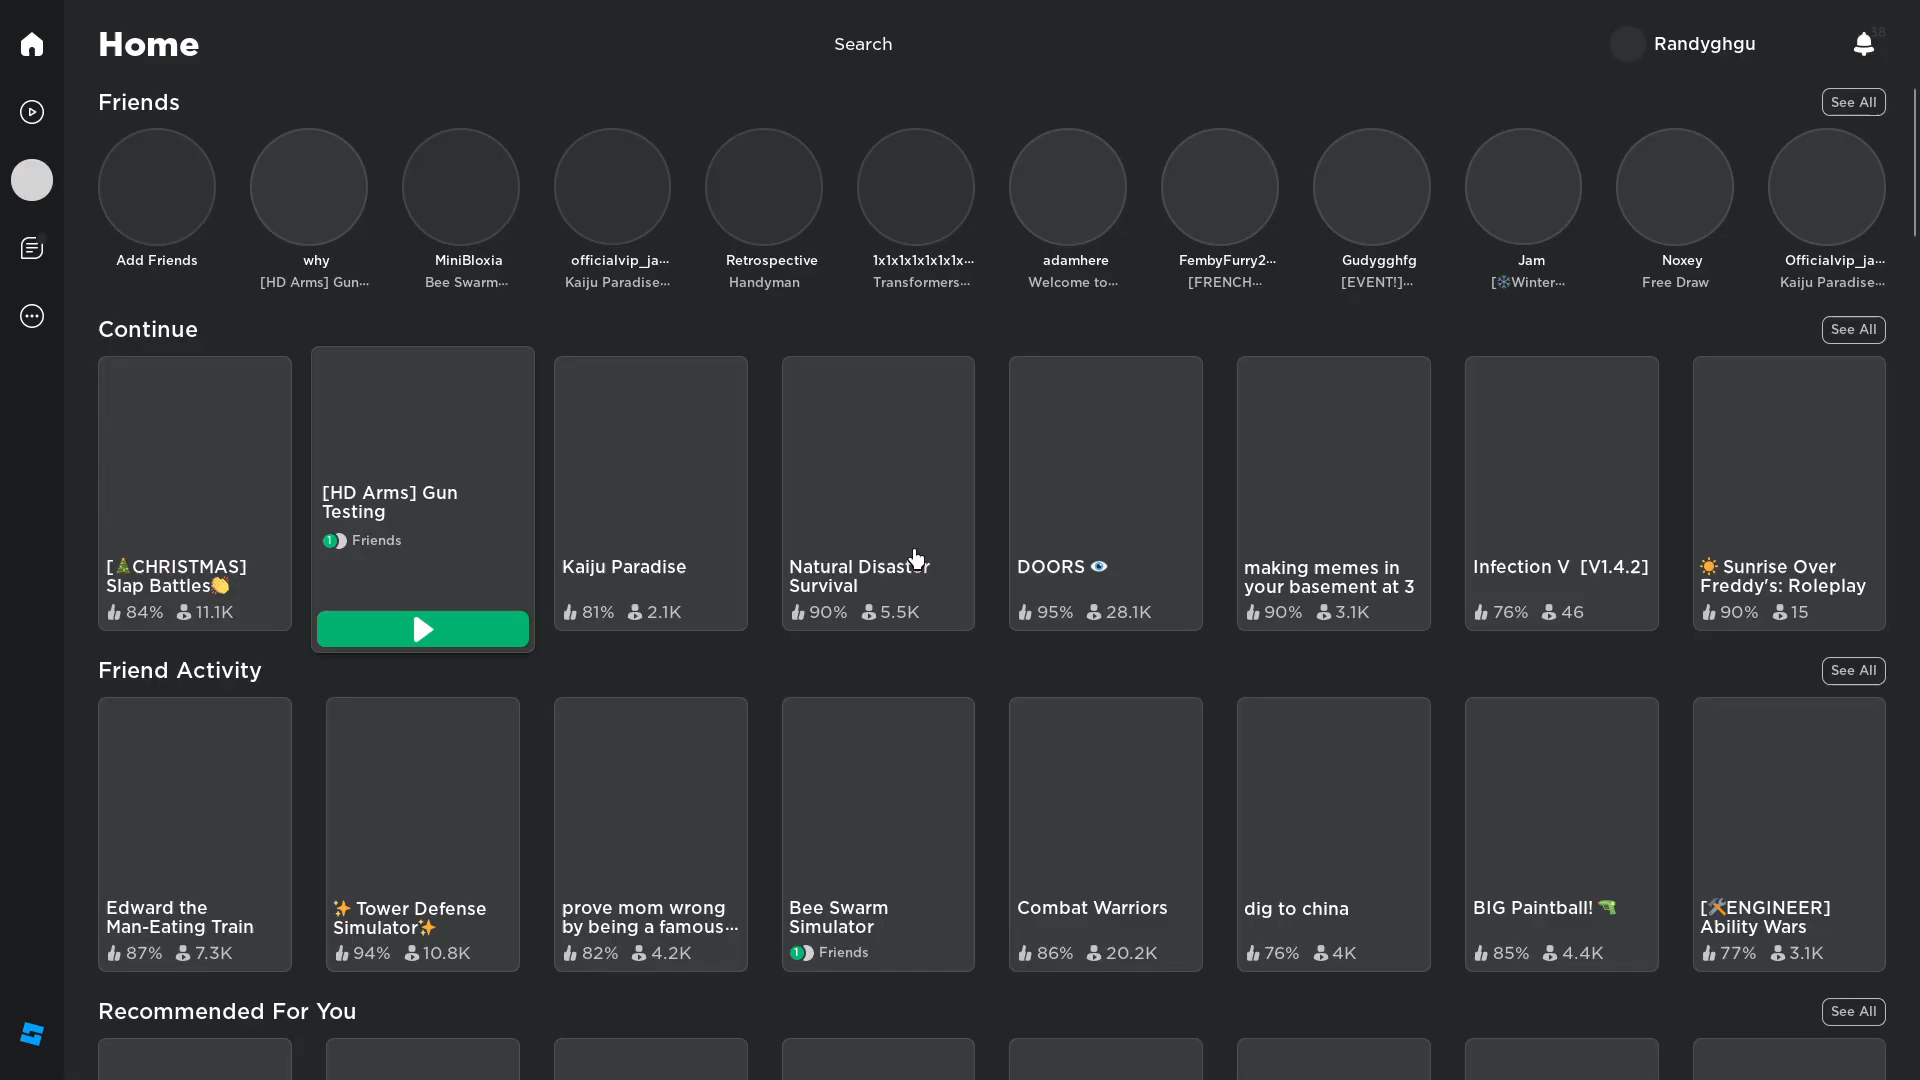 Home
Search
Randyghgu
38
Friends
See All
Add Friends
why
MiniBloxia
officialvip_ja...
Retrospective
1x1x1x1x1x1x...
adamhere
FembyFurry2...
Gudygghfg
Jam
Noxey
Officialvip_ja...
[HD Arms] Gun...
Bee Swarm...
Kaiju Paradise...
Handyman
Transformers...
Welcome to...
[FRENCH...
[EVENT!]...
[❄Winter...
Free Draw
Kaiju Paradise...
Continue
See All
[🎄CHRISTMAS]
Slap Battles👏
84% 11.1K
[HD Arms] Gun
Testing
1 Friends
Kaiju Paradise
81% 2.1K
Natural Disaster
Survival
90% 5.5K
DOORS 👁
95% 28.1K
making memes in
your basement at 3
90% 3.1K
Infection V [V1.4.2]
76% 46
☀ Sunrise Over
Freddy's: Roleplay
90% 15
Friend Activity
See All
Edward the
Man-Eating Train
87% 7.3K
✨ Tower Defense
Simulator✨
94% 10.8K
prove mom wrong
by being a famous...
82% 4.2K
Bee Swarm
Simulator
1 Friends
Combat Warriors
86% 20.2K
dig to china
76% 4K
BIG Paintball! 🔫
85% 4.4K
[🛠ENGINEER]
Ability Wars
77% 3.1K
Recommended For You
See All